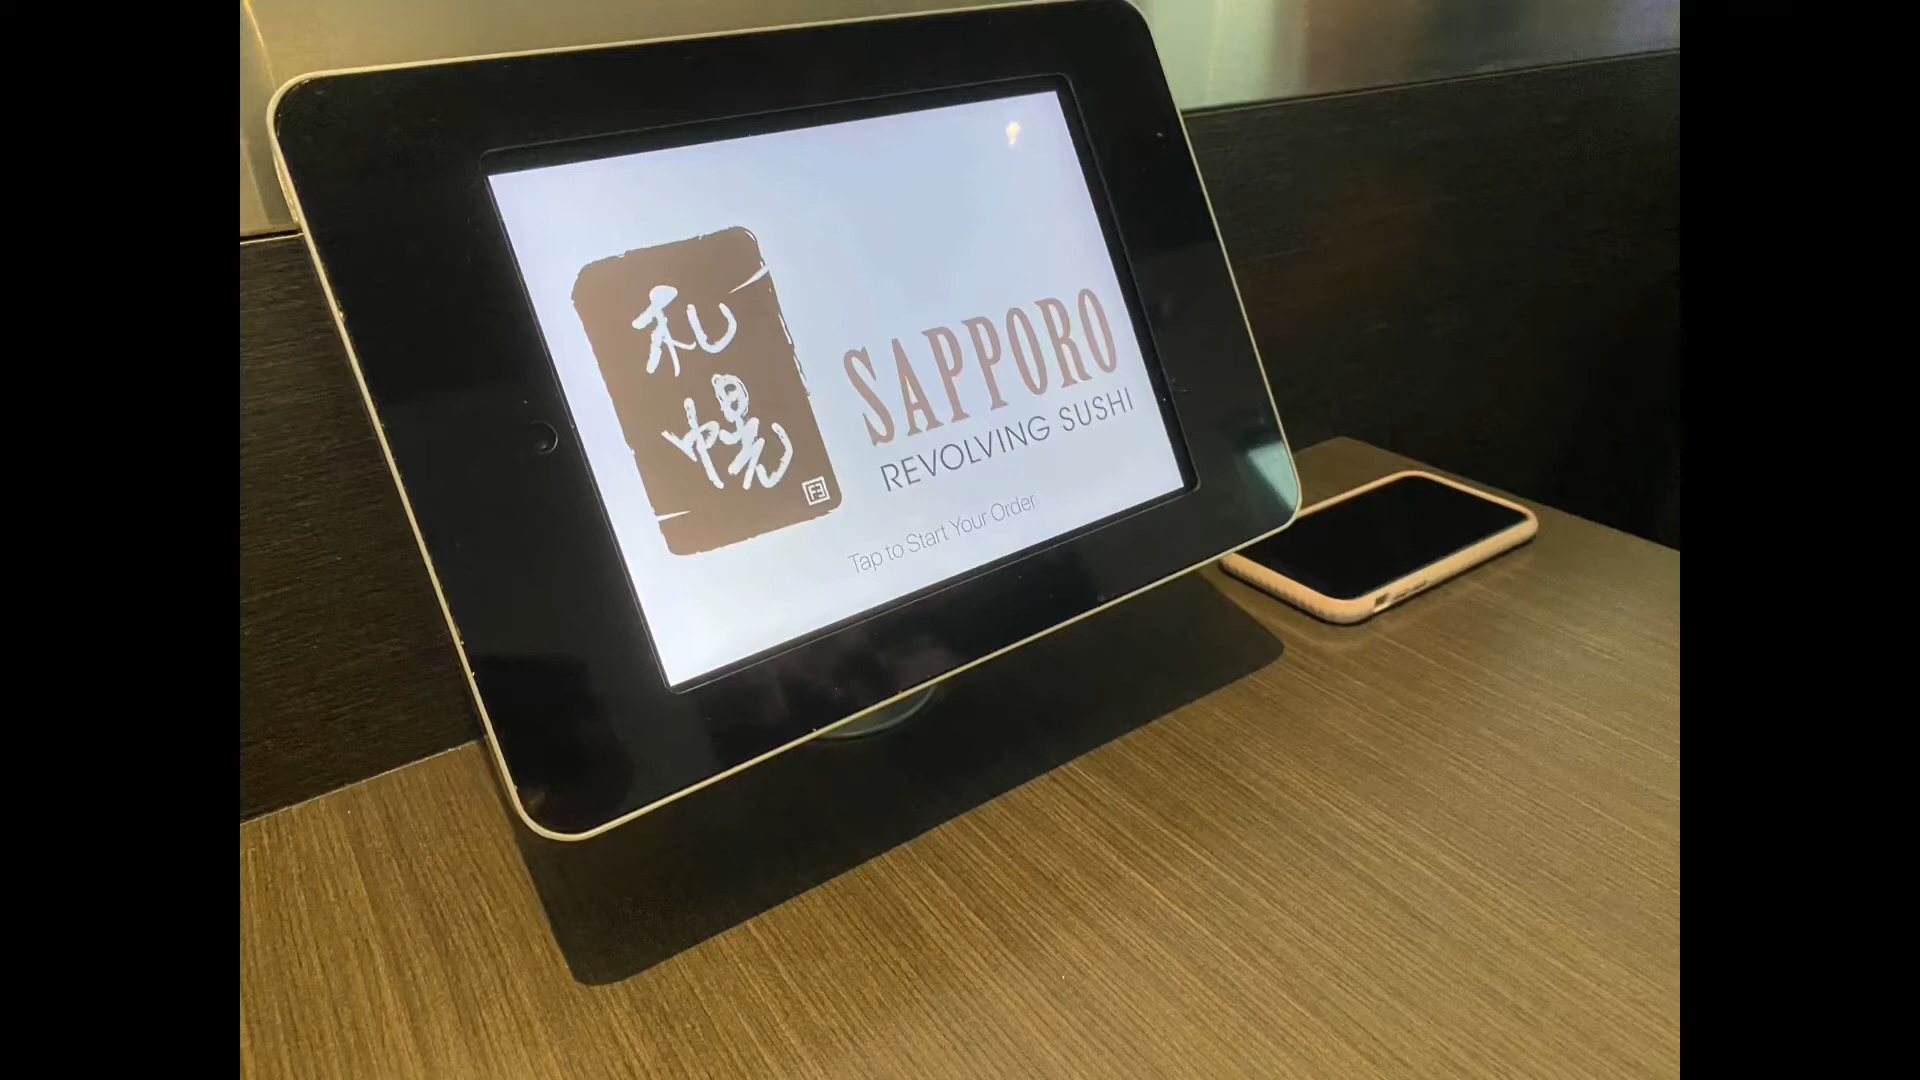 札
幌
SAPPORO
REVOLVING SUSHI
Tap to Start Your Order